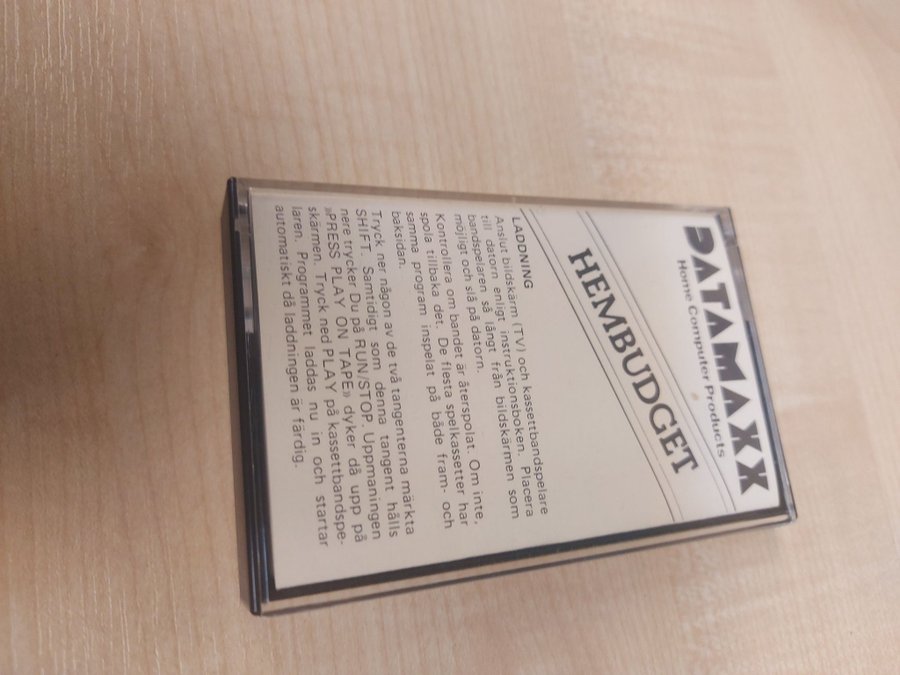 DATAMAXX
Home Computer Products
HEMBUDGET
LADDNING
Anslut bildskärm (TV) och kassettbandspelare
till datorn enligt instruktionsboken. Placera
bandspelaren så långt från bildskärmen som
möjligt och slå på datorn.
Kontrollera om bandet är återspolat. Om inte,
spola tillbaka det. De flesta spelkassetter har
samma program inspelat på både fram- och
baksidan.
Tryck ner någon av de två tangenterna märkta
SHIFT. Samtidigt som denna tangent hålls
nere trycker Du på RUN/STOP. Uppmaningen
»PRESS PLAY ON TAPE» dyker då upp på
skärmen. Tryck ned PLAY på kassettbandspe-
laren. Programmet laddas nu in och startar
automatiskt då laddningen är färdig.